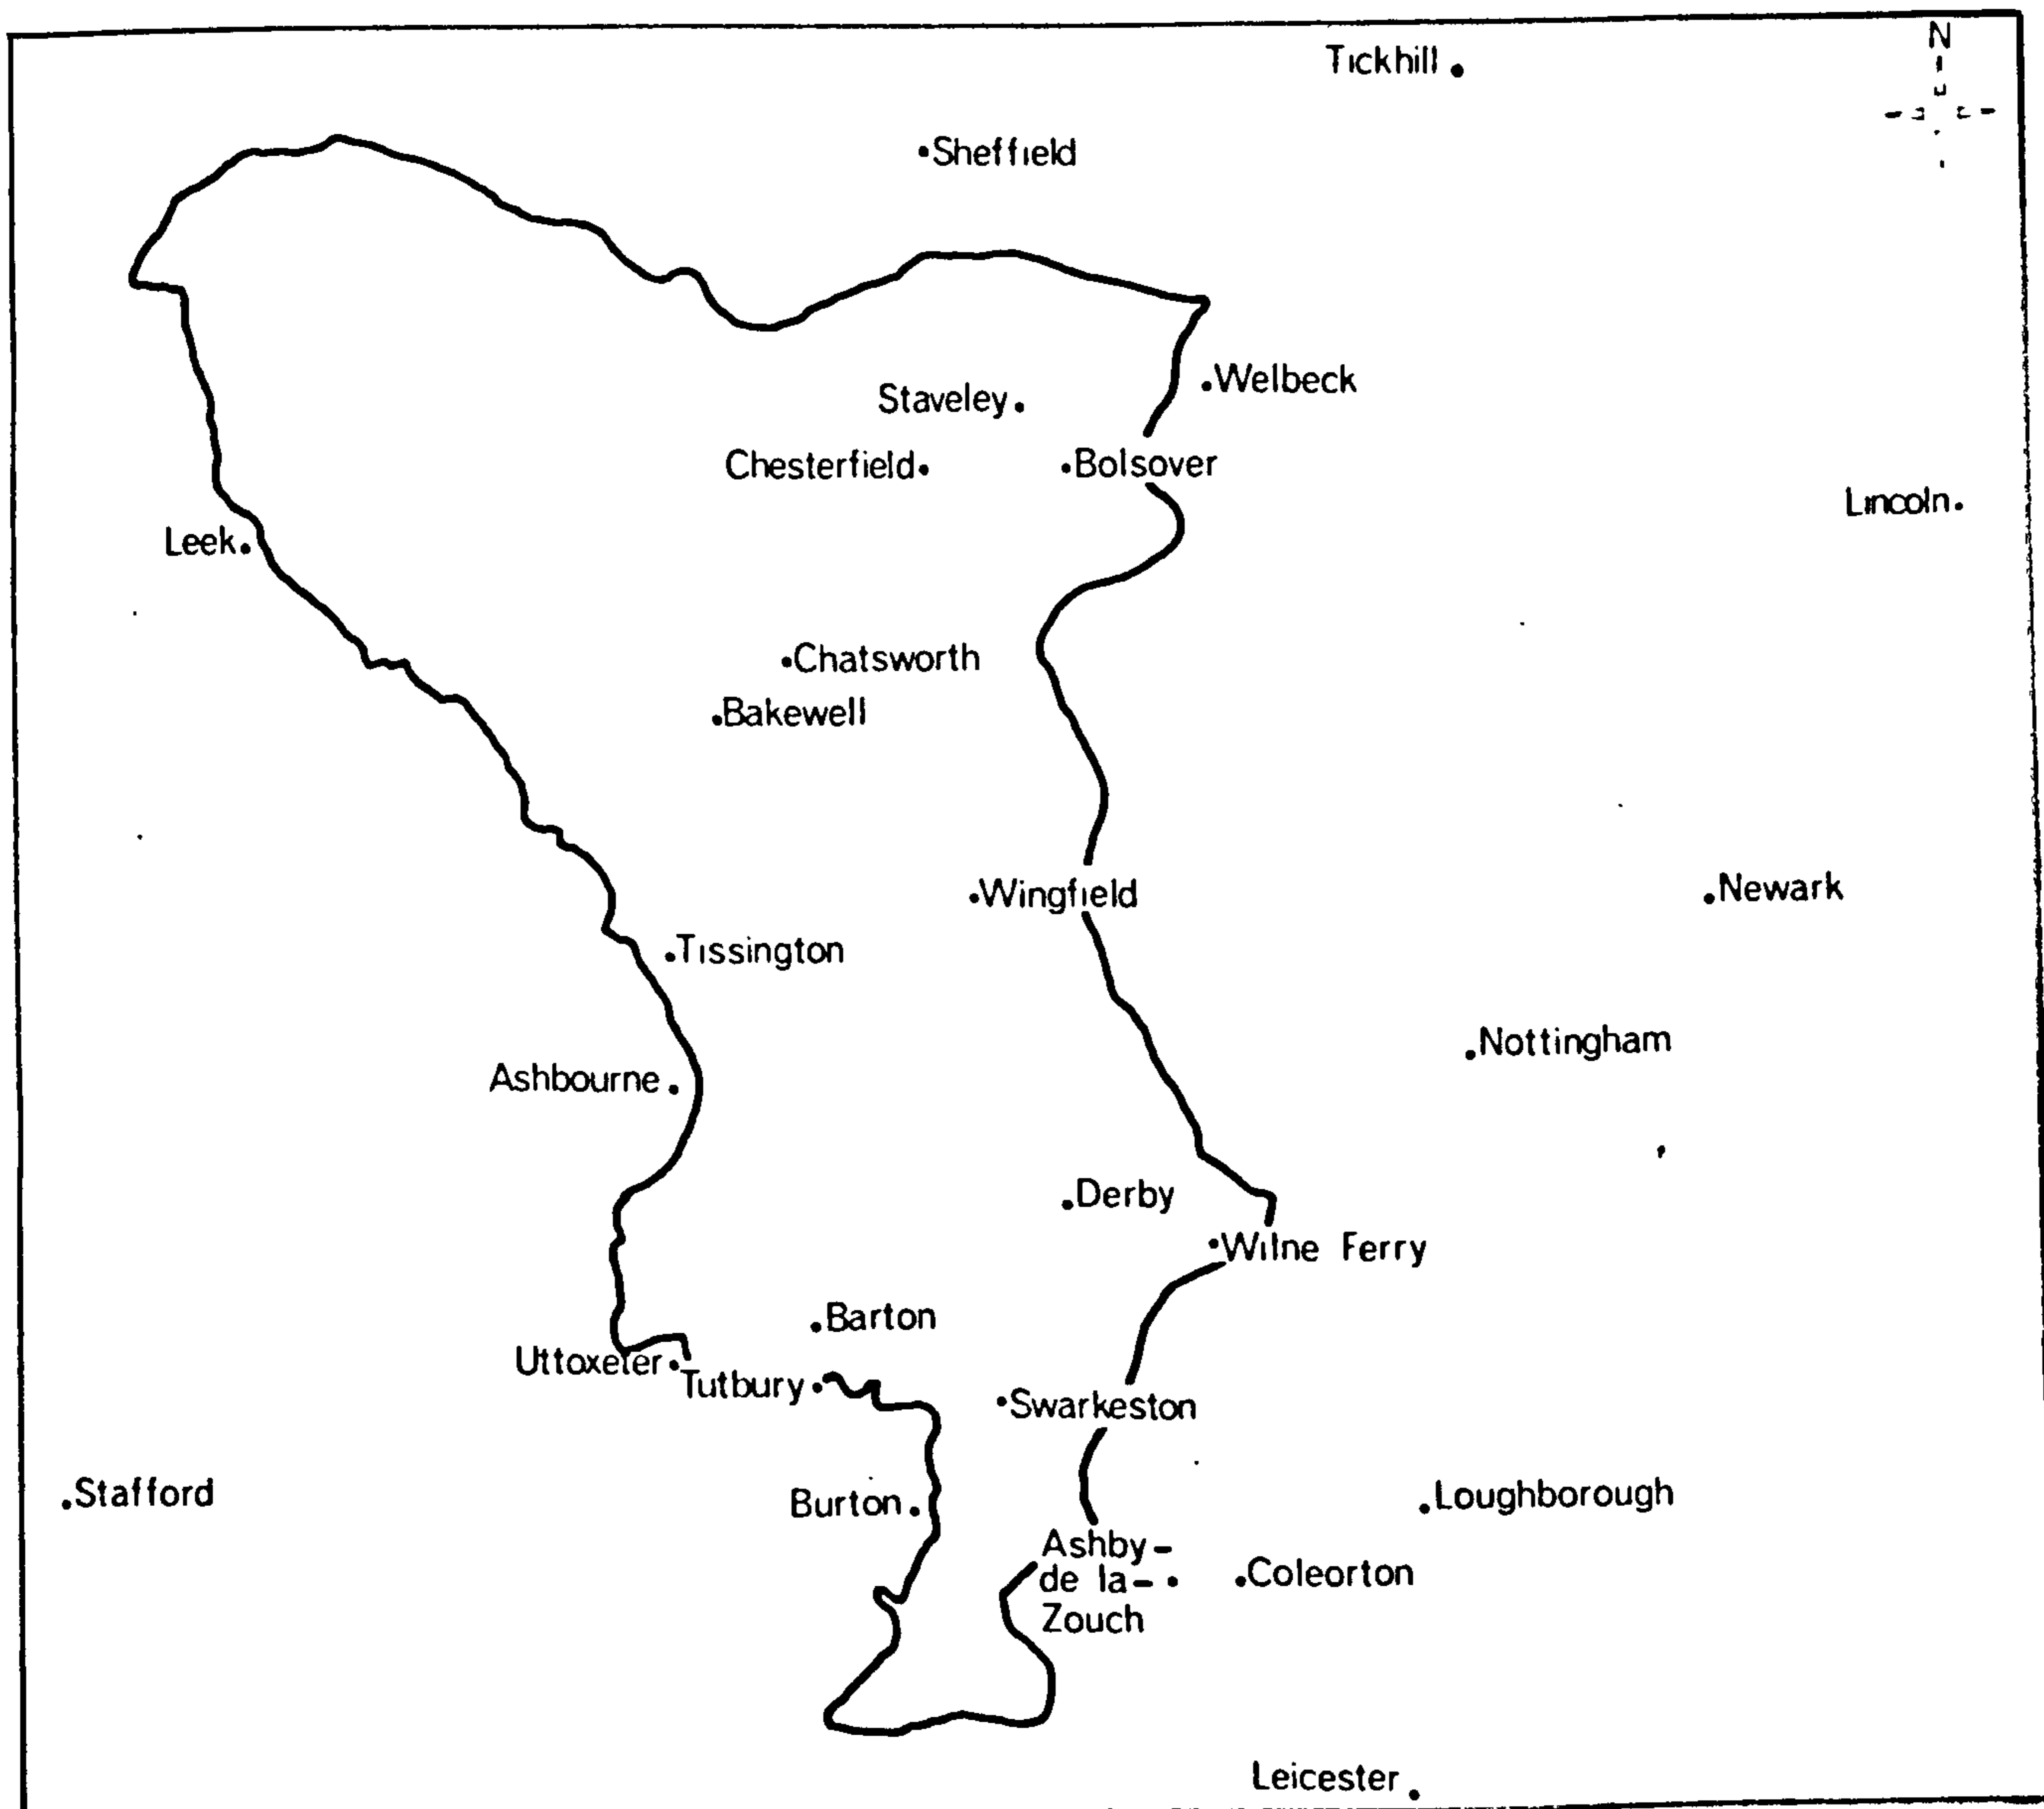 N
Tickhill
Sheffield
Welbeck
Staveley
Chesterfield
Bolsover
Lincoln
Leek
Chatsworth
Bakewell
Wingfield
Newark
Tissington
Nottingham
Ashbourne
Derby
Wilne Ferry
Barton
Uttoxeter
Tutbury
Swarkeston
Stafford
Burton
Loughborough
Ashby-
de la-
Zouch
Coleorton
Leicester